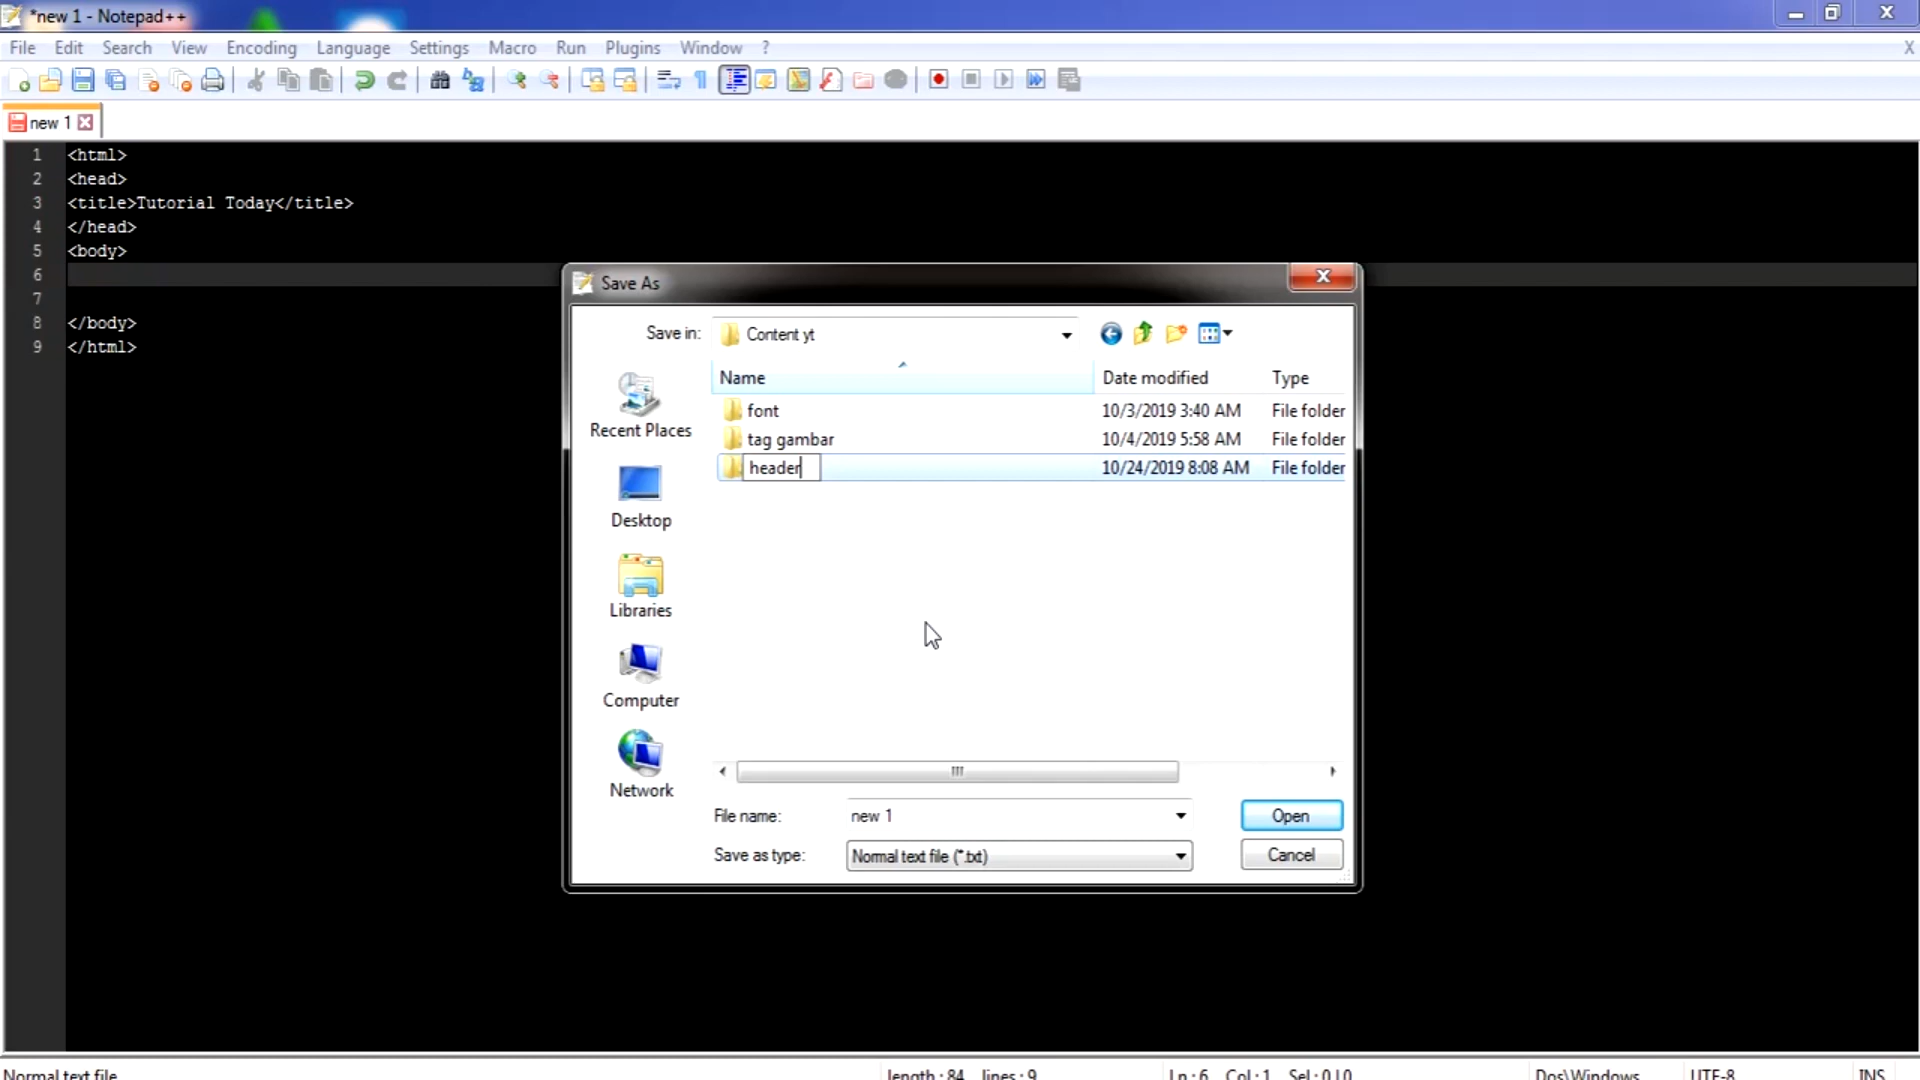 *new 1 - Notepad++
File Edit Search View Encoding Language Settings Macro Run Plugins Window ? X
new 1
1 <html>
2 <head>
3 <title>Tutorial Today</title>
4 </head>
5 <body>
6
7
8 </body>
9 </html>
Save As
Save in: Content yt
Name Date modified Type
font 10/3/2019 3:40 AM File folder
tag gambar 10/4/2019 5:58 AM File folder
header 10/24/2019 8:08 AM File folder
Recent Places
Desktop
Libraries
Computer
Network
File name: new 1 Open
Save as type: Normal text file (*.txt) Cancel
Normal text file length : 84 lines : 9 Ln : 6 Col : 1 Sel : 0 | 0 Dos\Windows UTF-8 INS